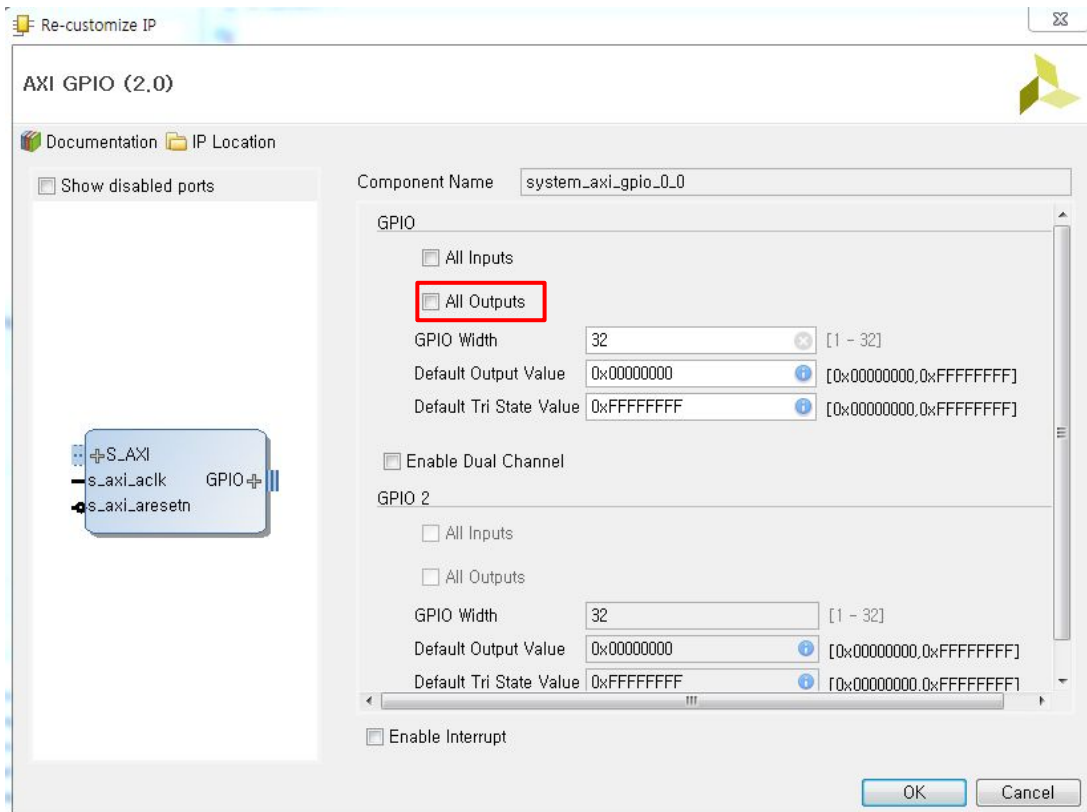 Re-customize IP
AXI GPIO (2.0)
Documentation IP Location
Show disabled ports
S_AXI
s_axi_aclk GPIO
s_axi_aresetn
Component Name system_axi_gpio_0_0
GPIO
All Inputs
All Outputs
GPIO Width 32 [1 - 32]
Default Output Value 0x00000000 [0x00000000,0xFFFFFFFF]
Default Tri State Value 0xFFFFFFFF [0x00000000,0xFFFFFFFF]
Enable Dual Channel
GPIO 2
All Inputs
All Outputs
GPIO Width 32 [1 - 32]
Default Output Value 0x00000000 [0x00000000,0xFFFFFFFF]
Default Tri State Value 0xFFFFFFFF [0x00000000,0xFFFFFFFF]
Enable Interrupt
OK Cancel